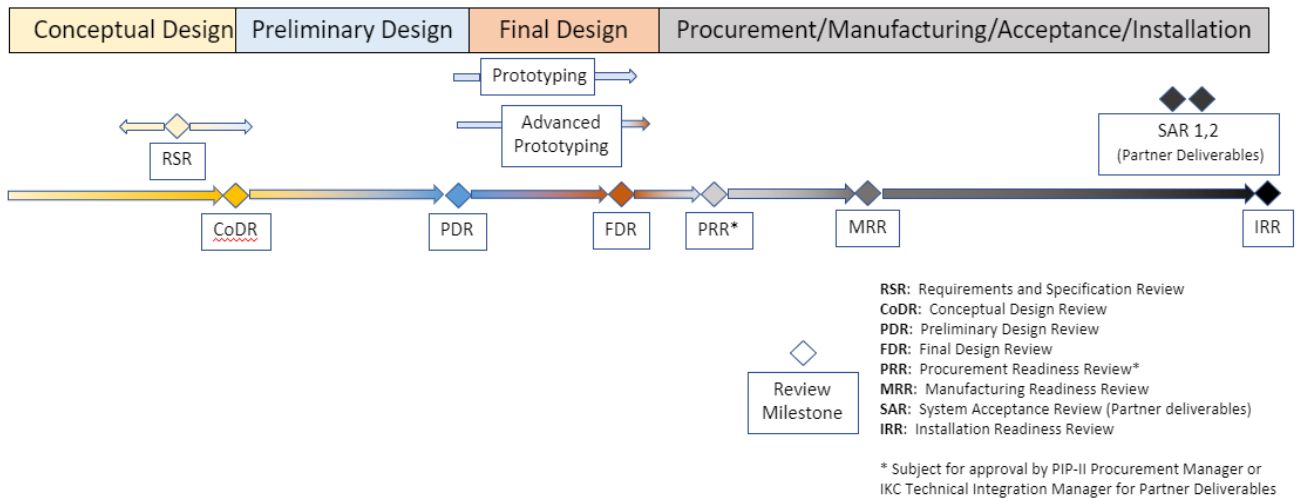 Conceptual Design
Preliminary Design
Final Design
Procurement/Manufacturing/Acceptance/Installation
Prototyping
Advanced
Prototyping
RSR
SAR 1,2
(Partner Deliverables)
CoDR
PDR
FDR
PRR*
MRR
IRR
RSR: Requirements and Specification Review
CoDR: Conceptual Design Review
PDR: Preliminary Design Review
FDR: Final Design Review
PRR: Procurement Readiness Review*
MRR: Manufacturing Readiness Review
SAR: System Acceptance Review (Partner deliverables)
IRR: Installation Readiness Review
Review
Milestone
* Subject for approval by PIP-II Procurement Manager or
IKC Technical Integration Manager for Partner Deliverables